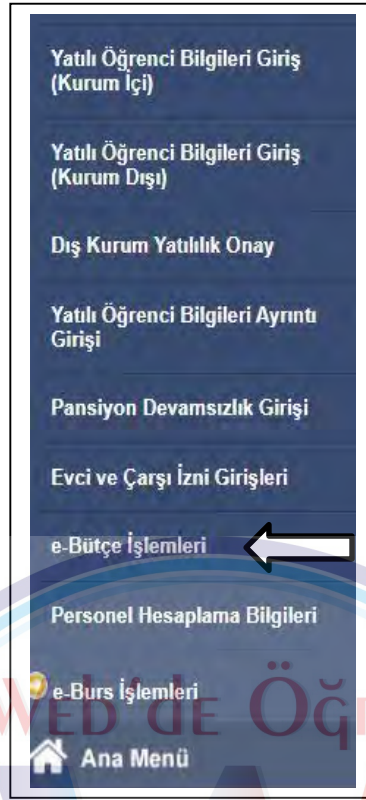 Yatılı Öğrenci Bilgileri Giriş
(Kurum İçi)
Yatılı Öğrenci Bilgileri Giriş
(Kurum Dışı)
Dış Kurum Yatılılık Onay
Yatılı Öğrenci Bilgileri Ayrıntı
Girişi
Pansiyon Devamsızlık Girişi
Evci ve Çarşı İzni Girişleri
e-Bütçe İşlemleri
Personel Hesaplama Bilgileri
e-Burs İşlemleri
Web'de
Ana Menü